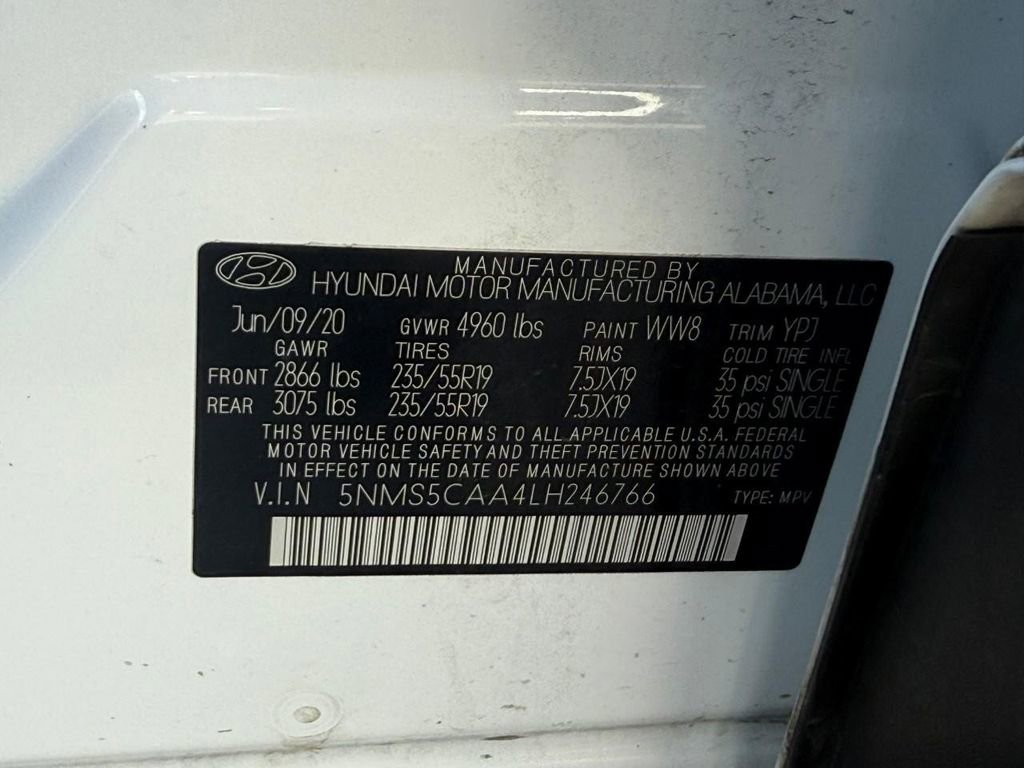 MANUFACTURED BY
HYUNDAI MOTOR MANUFACTURING ALABAMA, LLC
Jun/09/20 GVWR 4960 lbs PAINT WW8 TRIM YPJ
GAWR TIRES RIMS COLD TIRE INFL
FRONT 2866 lbs 235/55R19 7.5JX19 35 psi SINGLE
REAR 3075 lbs 235/55R19 7.5JX19 35 psi SINGLE
THIS VEHICLE CONFORMS TO ALL APPLICABLE U.S.A. FEDERAL
MOTOR VEHICLE SAFETY AND THEFT PREVENTION STANDARDS
IN EFFECT ON THE DATE OF MANUFACTURE SHOWN ABOVE
V.I.N 5NMS5CAA4LH246766 TYPE: MPV